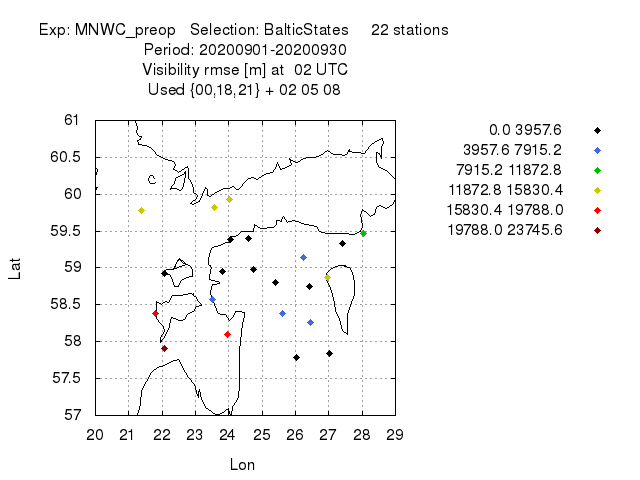 Exp: MNWC_preop   Selection: BalticStates     22 stations
Period: 20200901-20200930
Visibility rmse [m] at  02 UTC
Used {00,18,21} + 02 05 08
0.0 3957.6
3957.6 7915.2
7915.2 11872.8
11872.8 15830.4
15830.4 19788.0
19788.0 23745.6
61
60.5
60
59.5
59
58.5
58
57.5
57
Lat
20 21 22 23 24 25 26 27 28 29
Lon